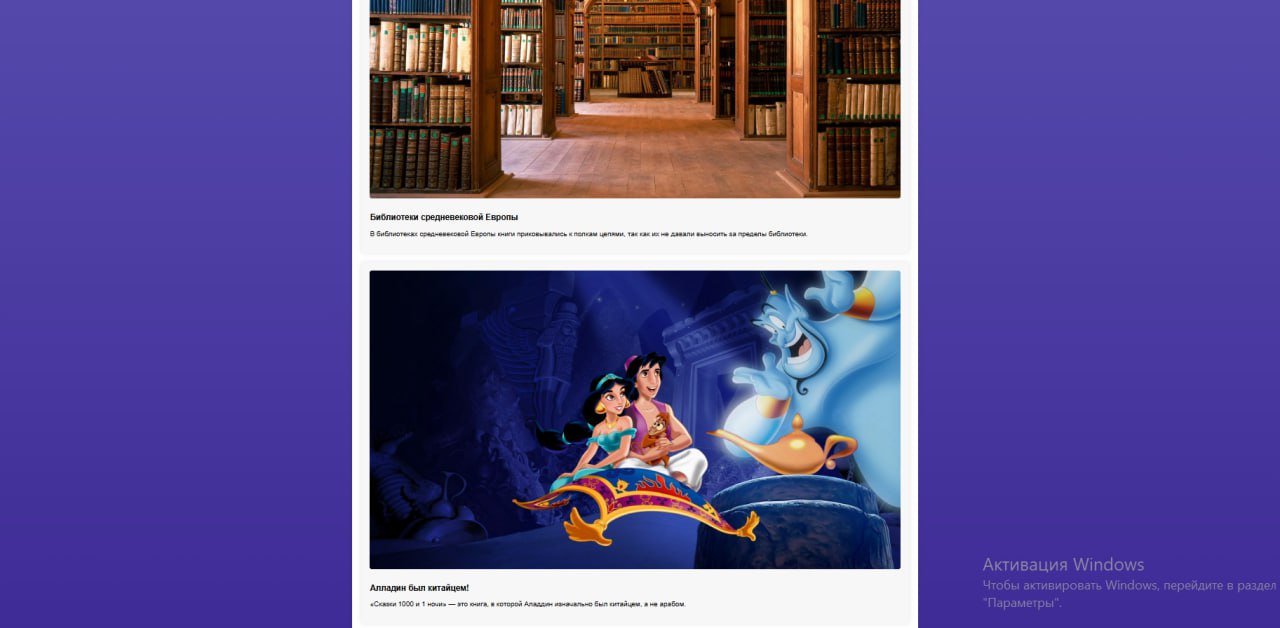 Библиотеки средневековой Европы
В библиотеках средневековой Европы книги приковывались к полкам цепями, так как их не давали выносить за пределы библиотеки.
Алладин был китайцем!
«Сказки 1000 и 1 ночи» — это книга, в которой Аладдин изначально был китайцем, а не арабом.
Активация Windows
Чтобы активировать Windows, перейдите в раздел
"Параметры".